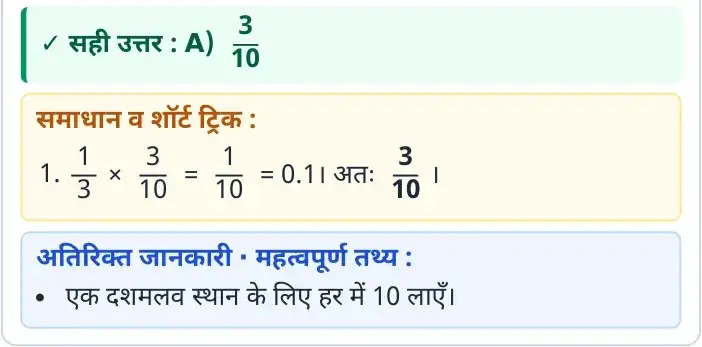 ✓ सही उत्तर : A) 3/10
समाधान व शॉर्ट ट्रिक :
1. 1/3 × 3/10 = 1/10 = 0.1। अतः 3/10 ।
अतिरिक्त जानकारी · महत्वपूर्ण तथ्य :
• एक दशमलव स्थान के लिए हर में 10 लाएँ।